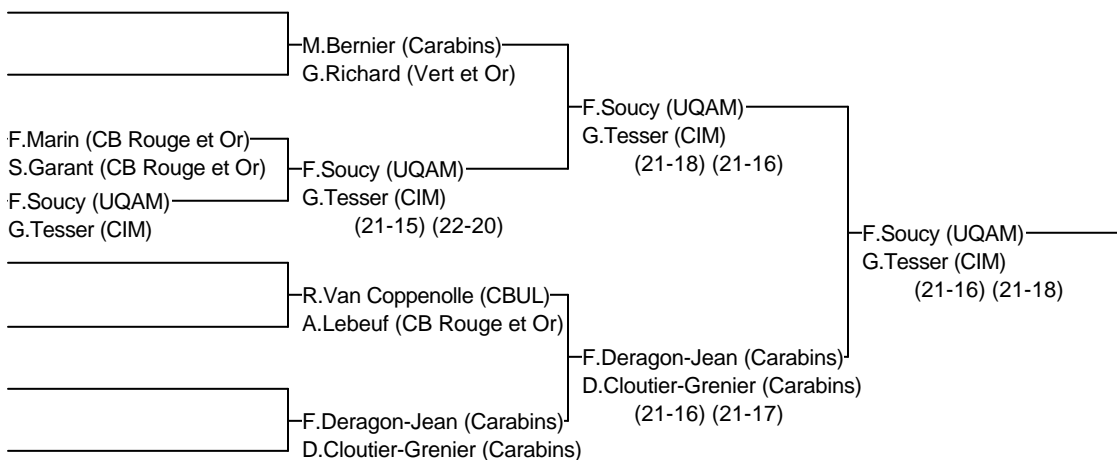 M.Bernier (Carabins)
G.Richard (Vert et Or)
F.Soucy (UQAM)
G.Tesser (CIM)
(21-18) (21-16)
F.Marin (CB Rouge et Or)
S.Garant (CB Rouge et Or)
F.Soucy (UQAM)
G.Tesser (CIM)
F.Soucy (UQAM)
G.Tesser (CIM)
(21-15) (22-20)
F.Soucy (UQAM)
G.Tesser (CIM)
(21-16) (21-18)
R.Van Coppenolle (CBUL)
A.Lebeuf (CB Rouge et Or)
F.Deragon-Jean (Carabins)
D.Cloutier-Grenier (Carabins)
(21-16) (21-17)
F.Deragon-Jean (Carabins)
D.Cloutier-Grenier (Carabins)